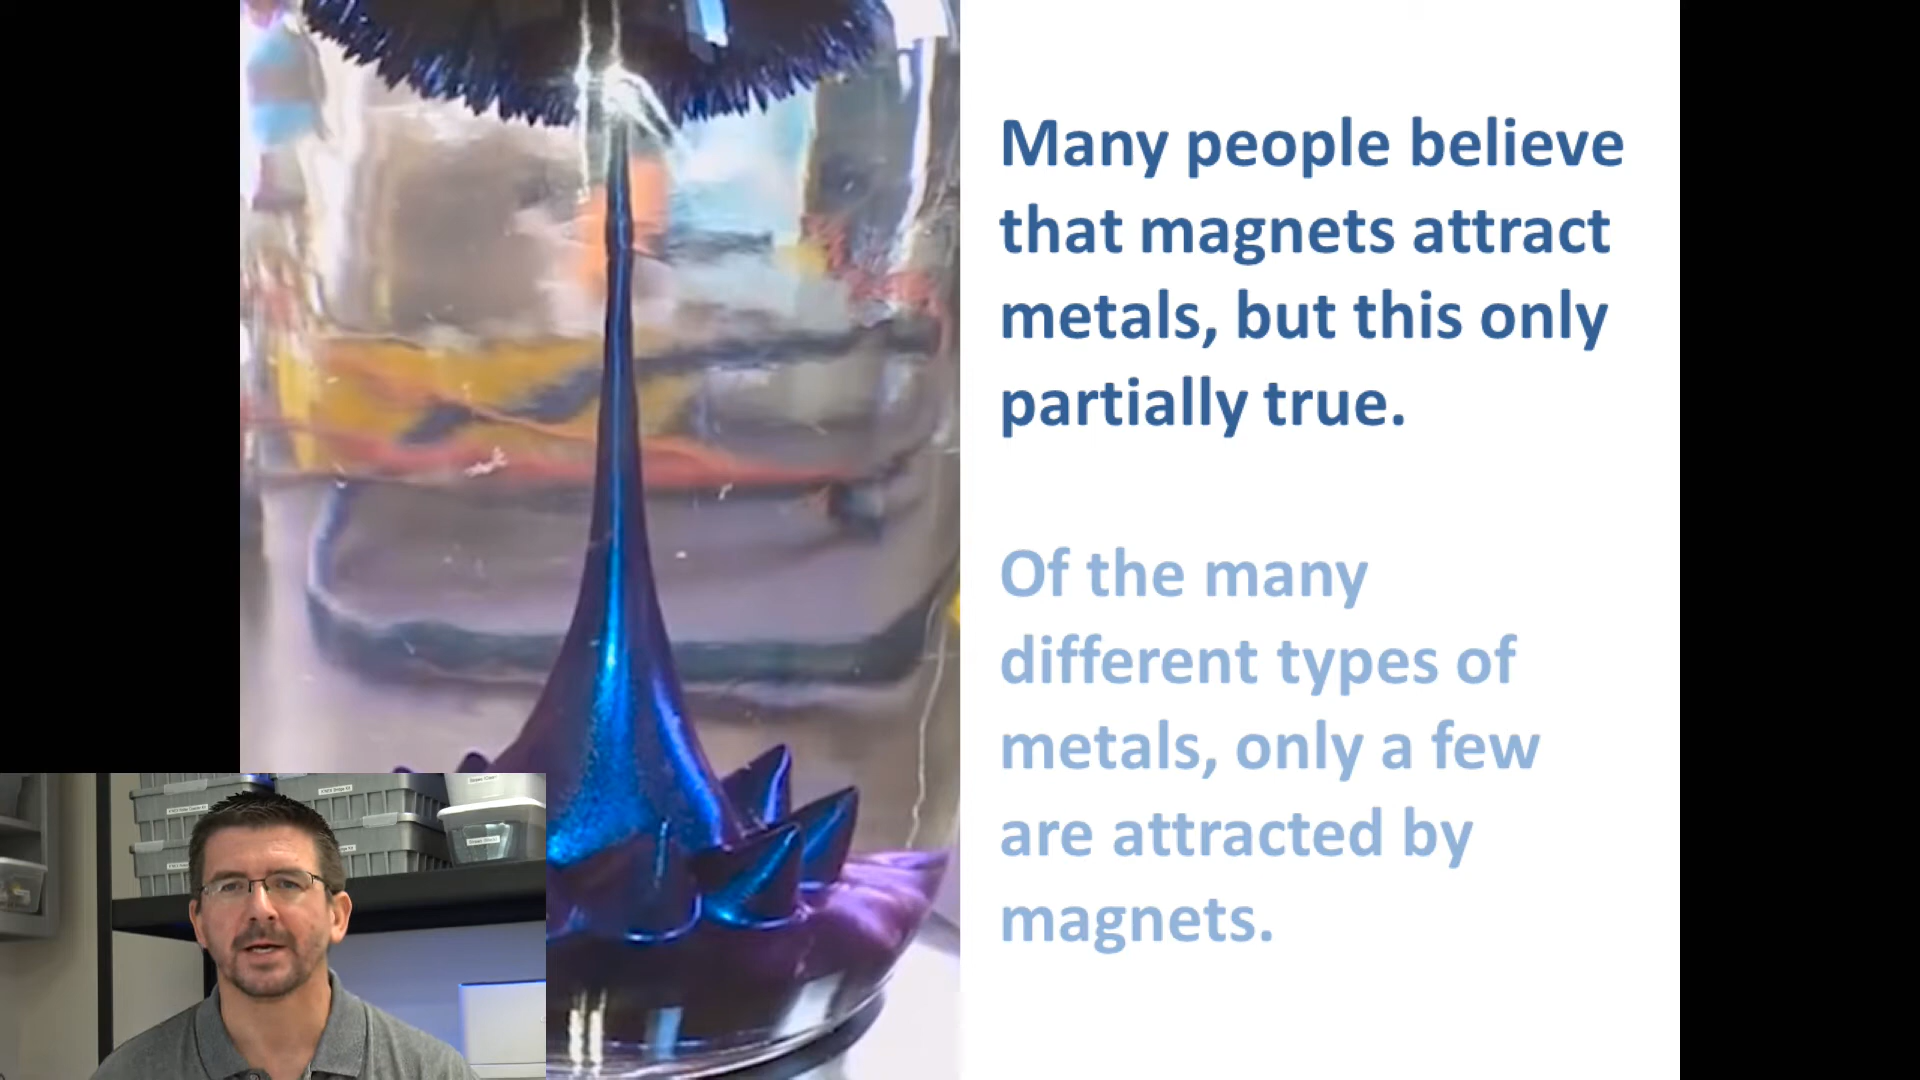 Many people believe
that magnets attract
metals, but this only
partially true.
Of the many
different types of
metals, only a few
are attracted by
magnets.